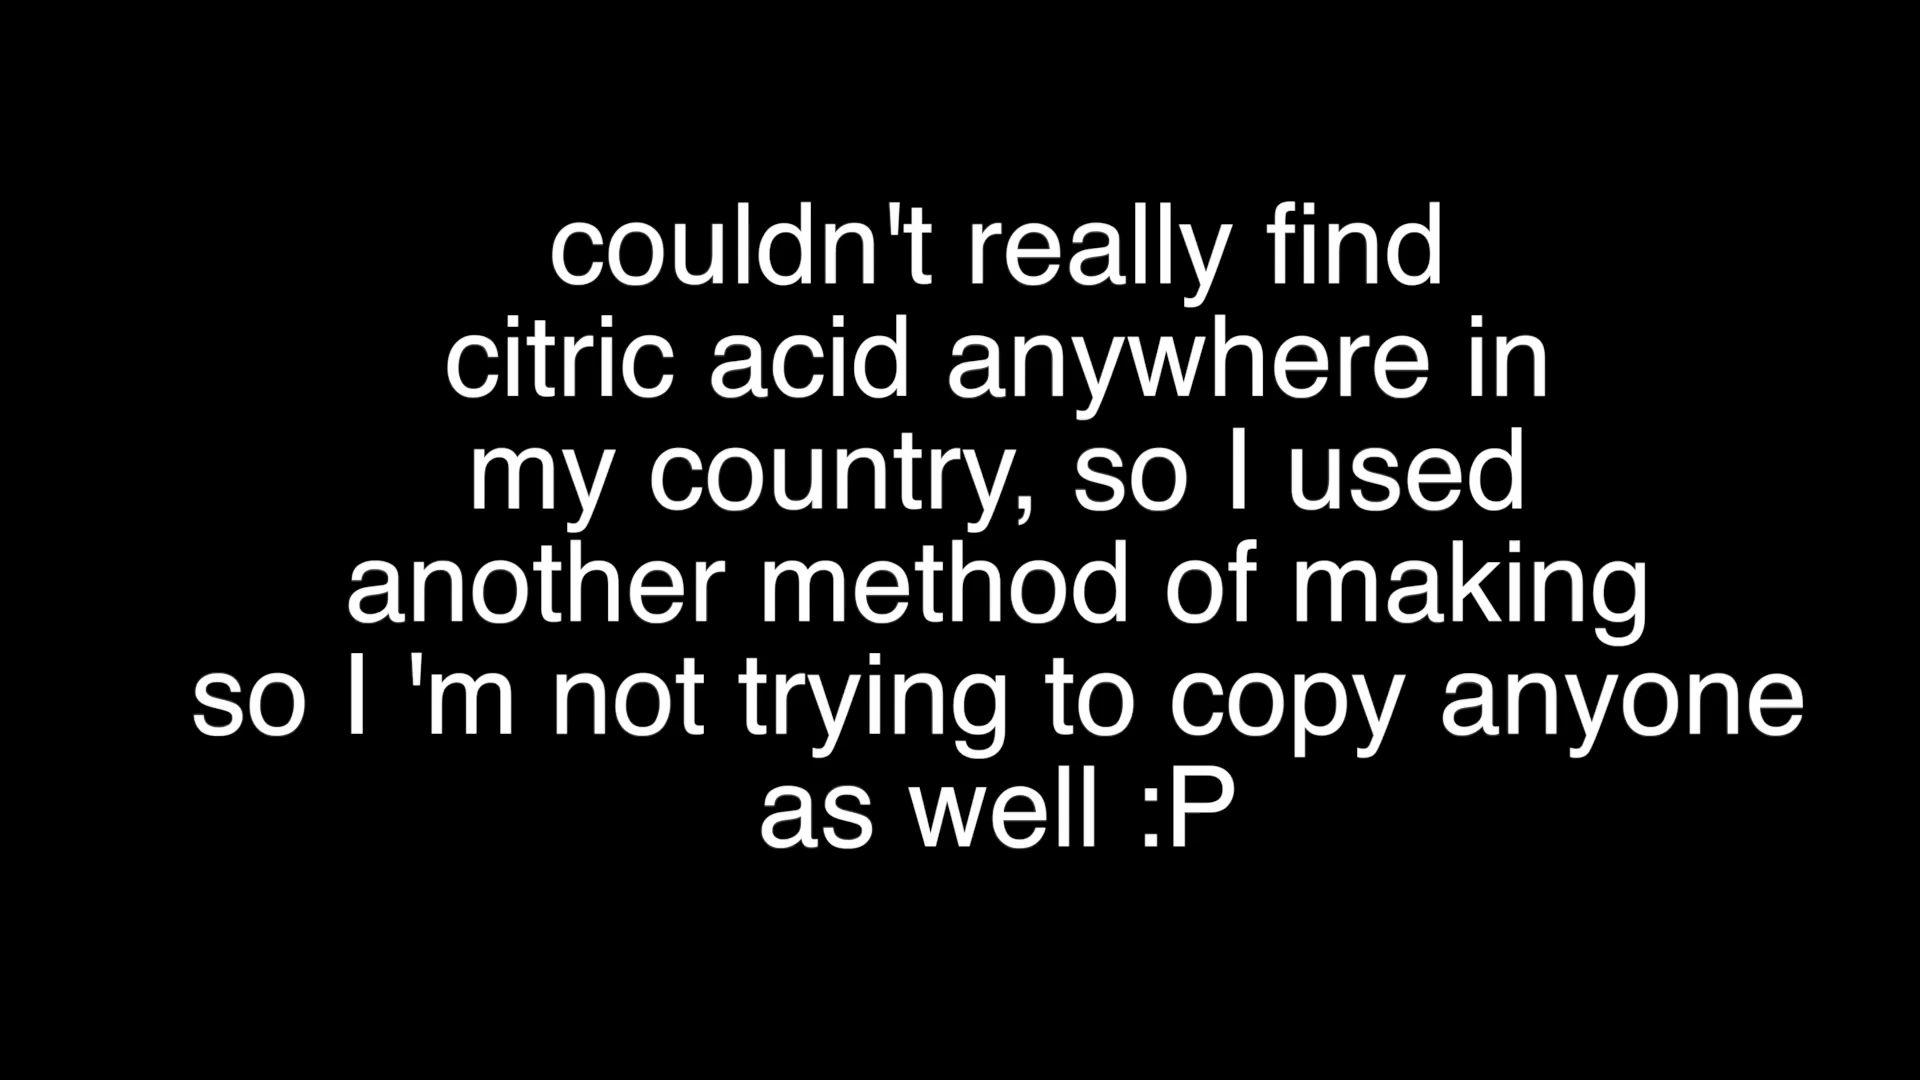 couldn't really find
citric acid anywhere in
my country, so I used
another method of making
so I 'm not trying to copy anyone
as well :P